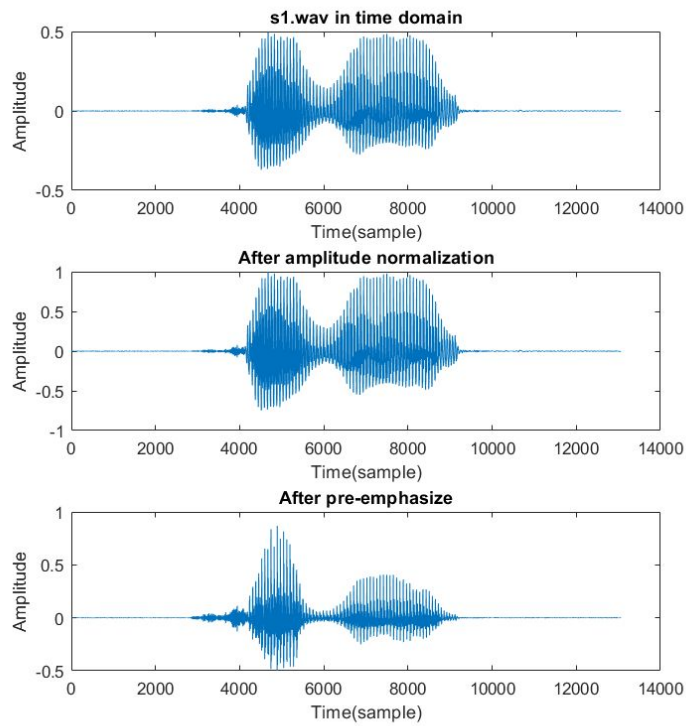 s1.wav in time domain
0.5
0
-0.5
Amplitude
0 2000 4000 6000 8000 10000 12000 14000
Time(sample)
After amplitude normalization
1
0.5
0
-0.5
-1
Amplitude
0 2000 4000 6000 8000 10000 12000 14000
Time(sample)
After pre-emphasize
1
0.5
0
-0.5
Amplitude
0 2000 4000 6000 8000 10000 12000 14000
Time(sample)